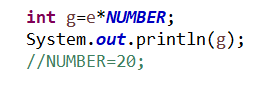 int g=e*NUMBER;
System.out.println(g);
//NUMBER=20;